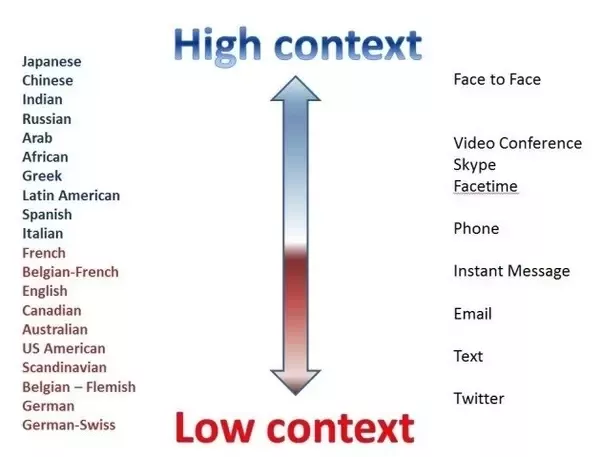 High context
Japanese
Chinese
Indian
Russian
Arab
African
Greek
Latin American
Spanish
Italian
French
Belgian-French
English
Canadian
Australian
US American
Scandinavian
Belgian – Flemish
German
German-Swiss
Face to Face
Video Conference
Skype
Facetime
Phone
Instant Message
Email
Text
Twitter
Low context